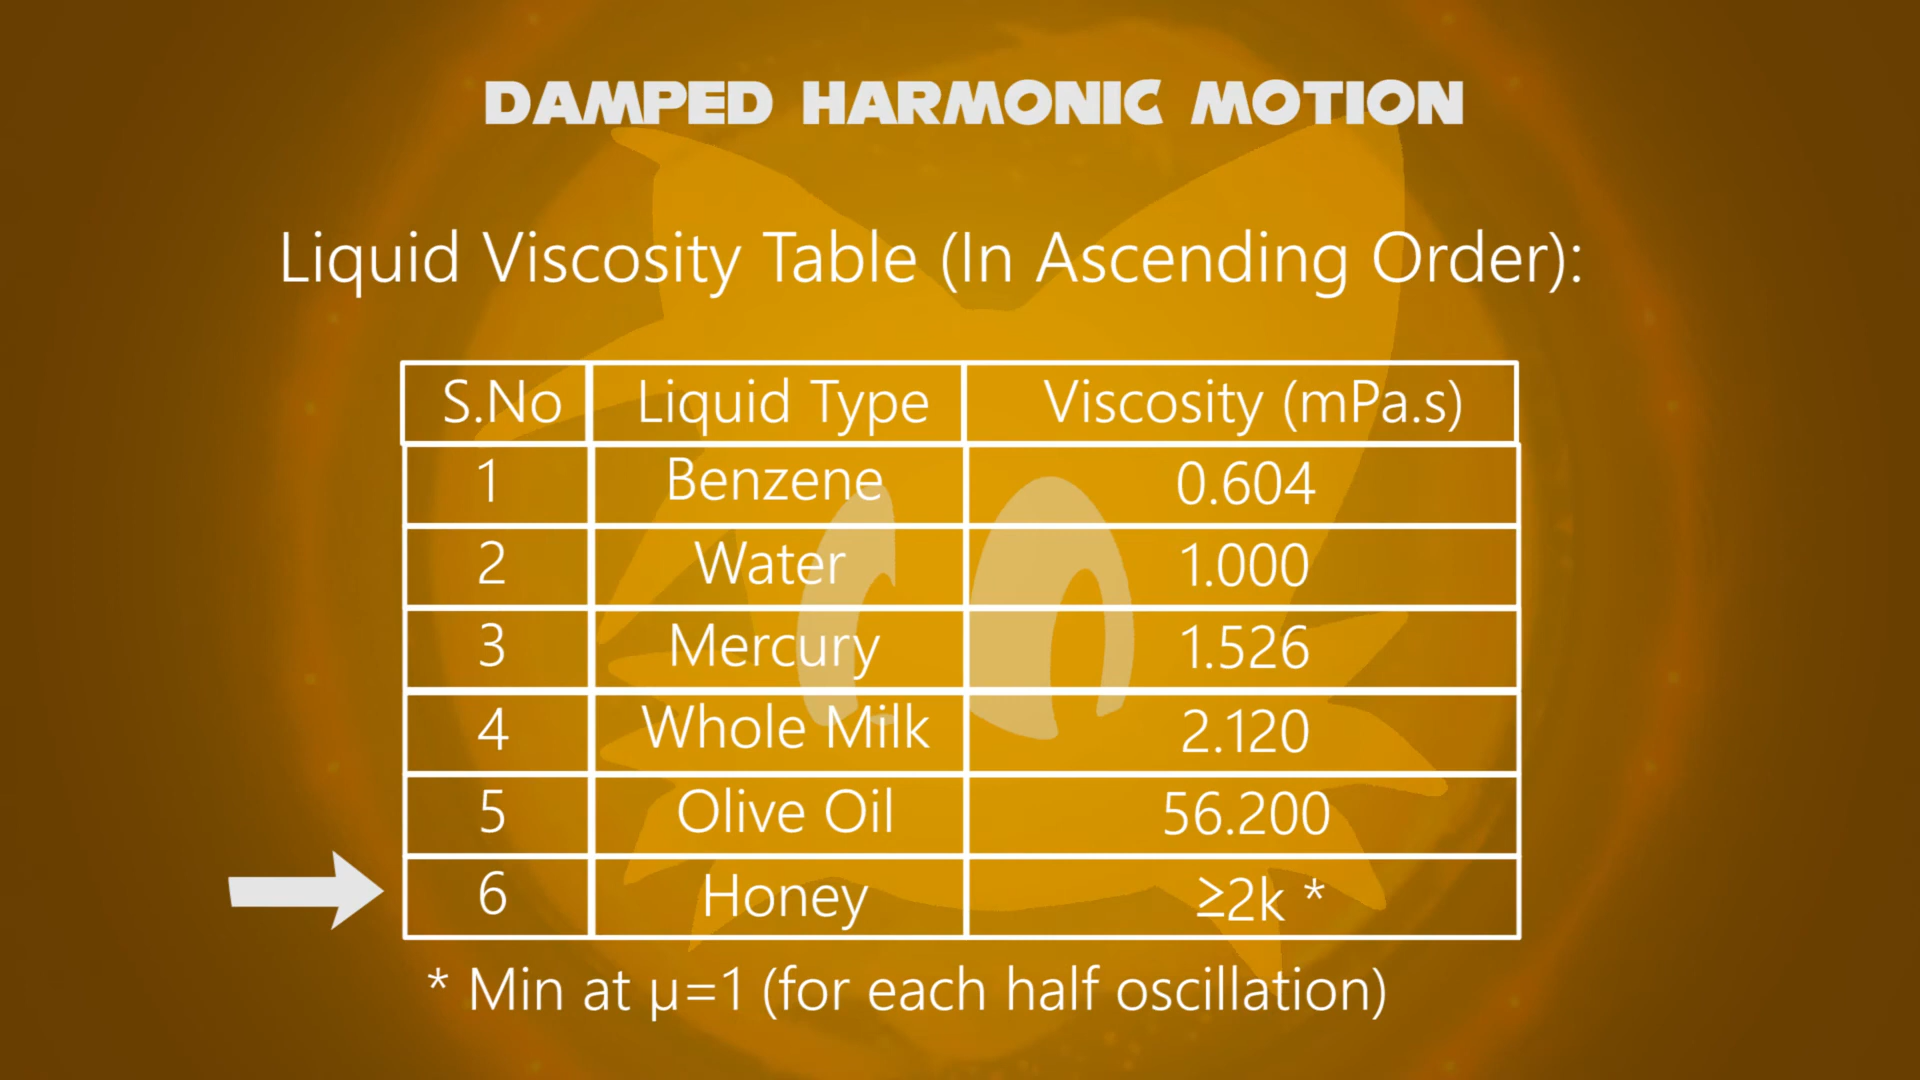 DAMPED HARMONIC MOTION
Liquid Viscosity Table (In Ascending Order):
S.No Liquid Type Viscosity (mPa.s)
1 Benzene 0.604
2 Water 1.000
3 Mercury 1.526
4 Whole Milk 2.120
5 Olive Oil 56.200
6 Honey ≥2k *
* Min at μ=1 (for each half oscillation)